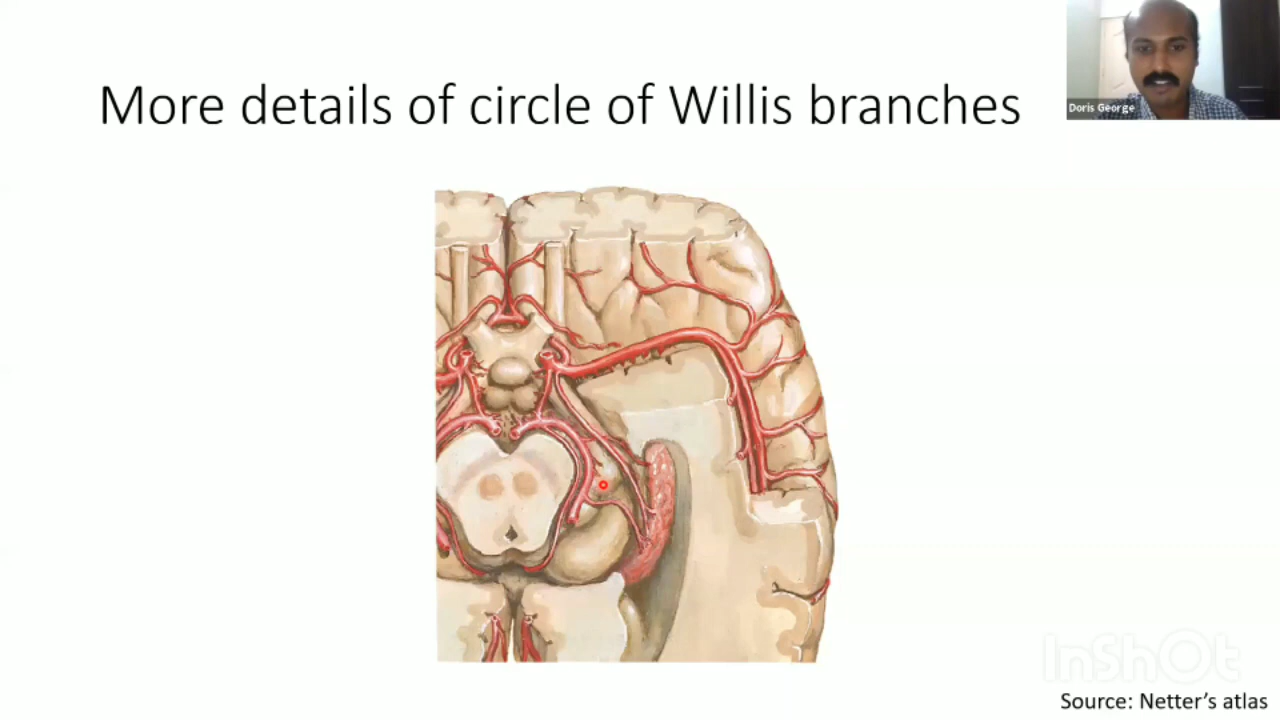 More details of circle of Willis branches
Doris George
InShOt
Source: Netter's atlas